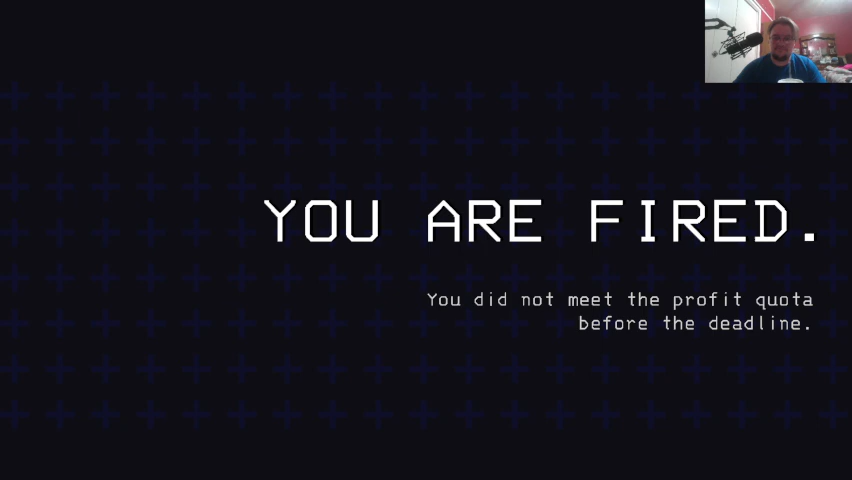 YOU ARE FIRED.
You did not meet the profit quota
before the deadline.